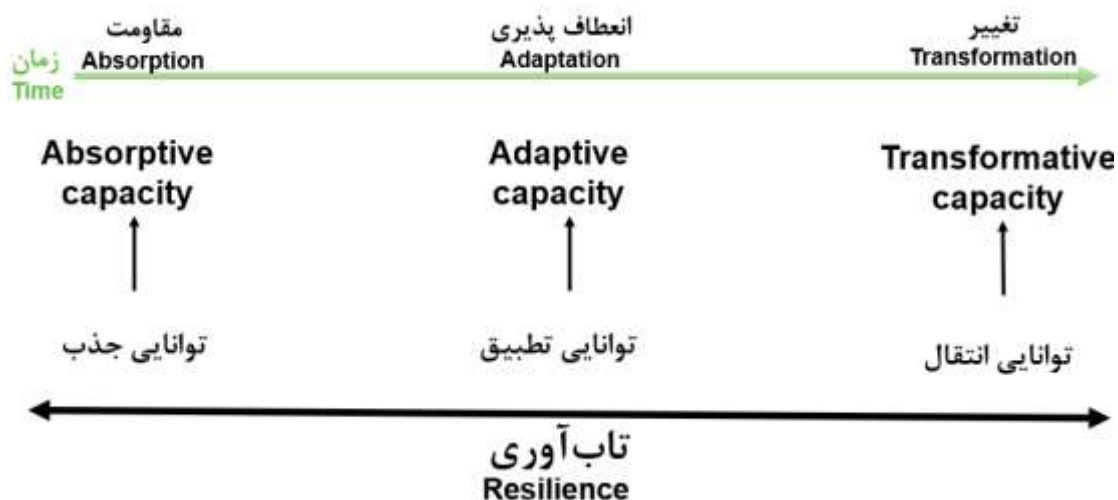 مقاومت
Absorption
انعطاف پذیری
Adaptation
تغییر
Transformation
زمان
Time
Absorptive
capacity
Adaptive
capacity
Transformative
capacity
توانایی جذب
توانایی تطبیق
توانایی انتقال
تاب‌آوری
Resilience